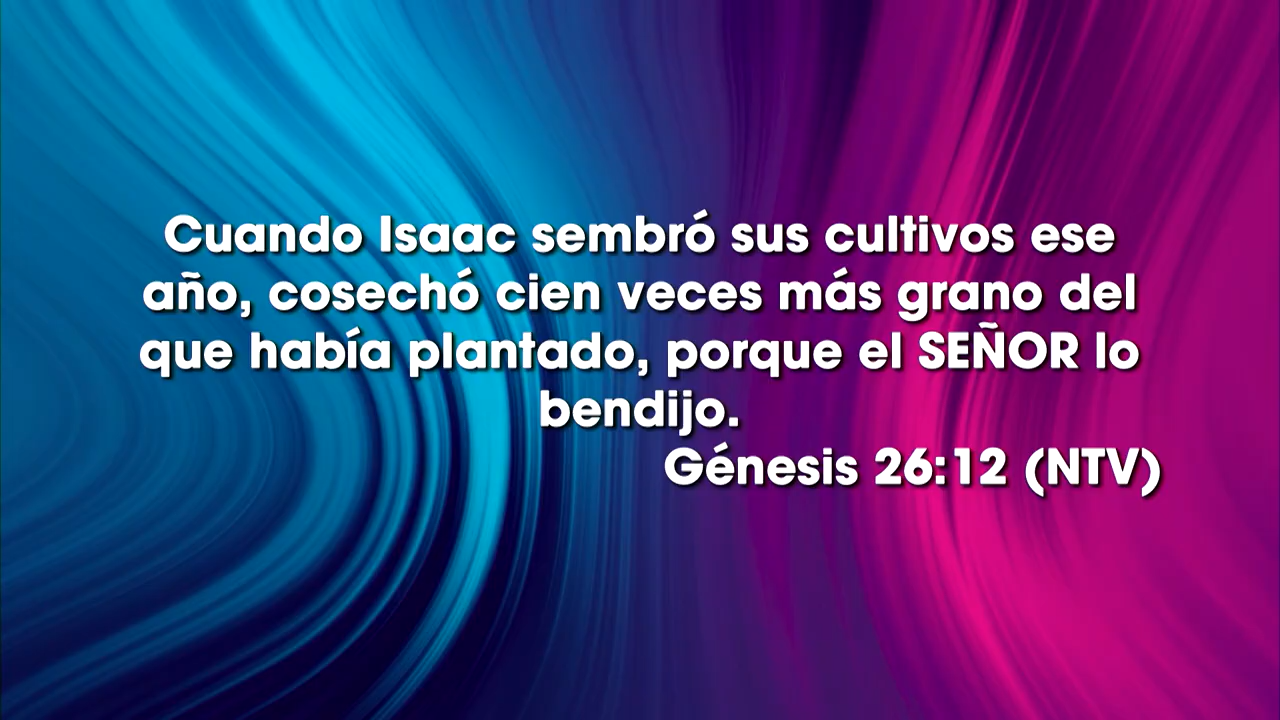 Cuando Isaac sembró sus cultivos ese
año, cosechó cien veces más grano del
que había plantado, porque el SEÑOR lo
bendijo.
Génesis 26:12 (NTV)